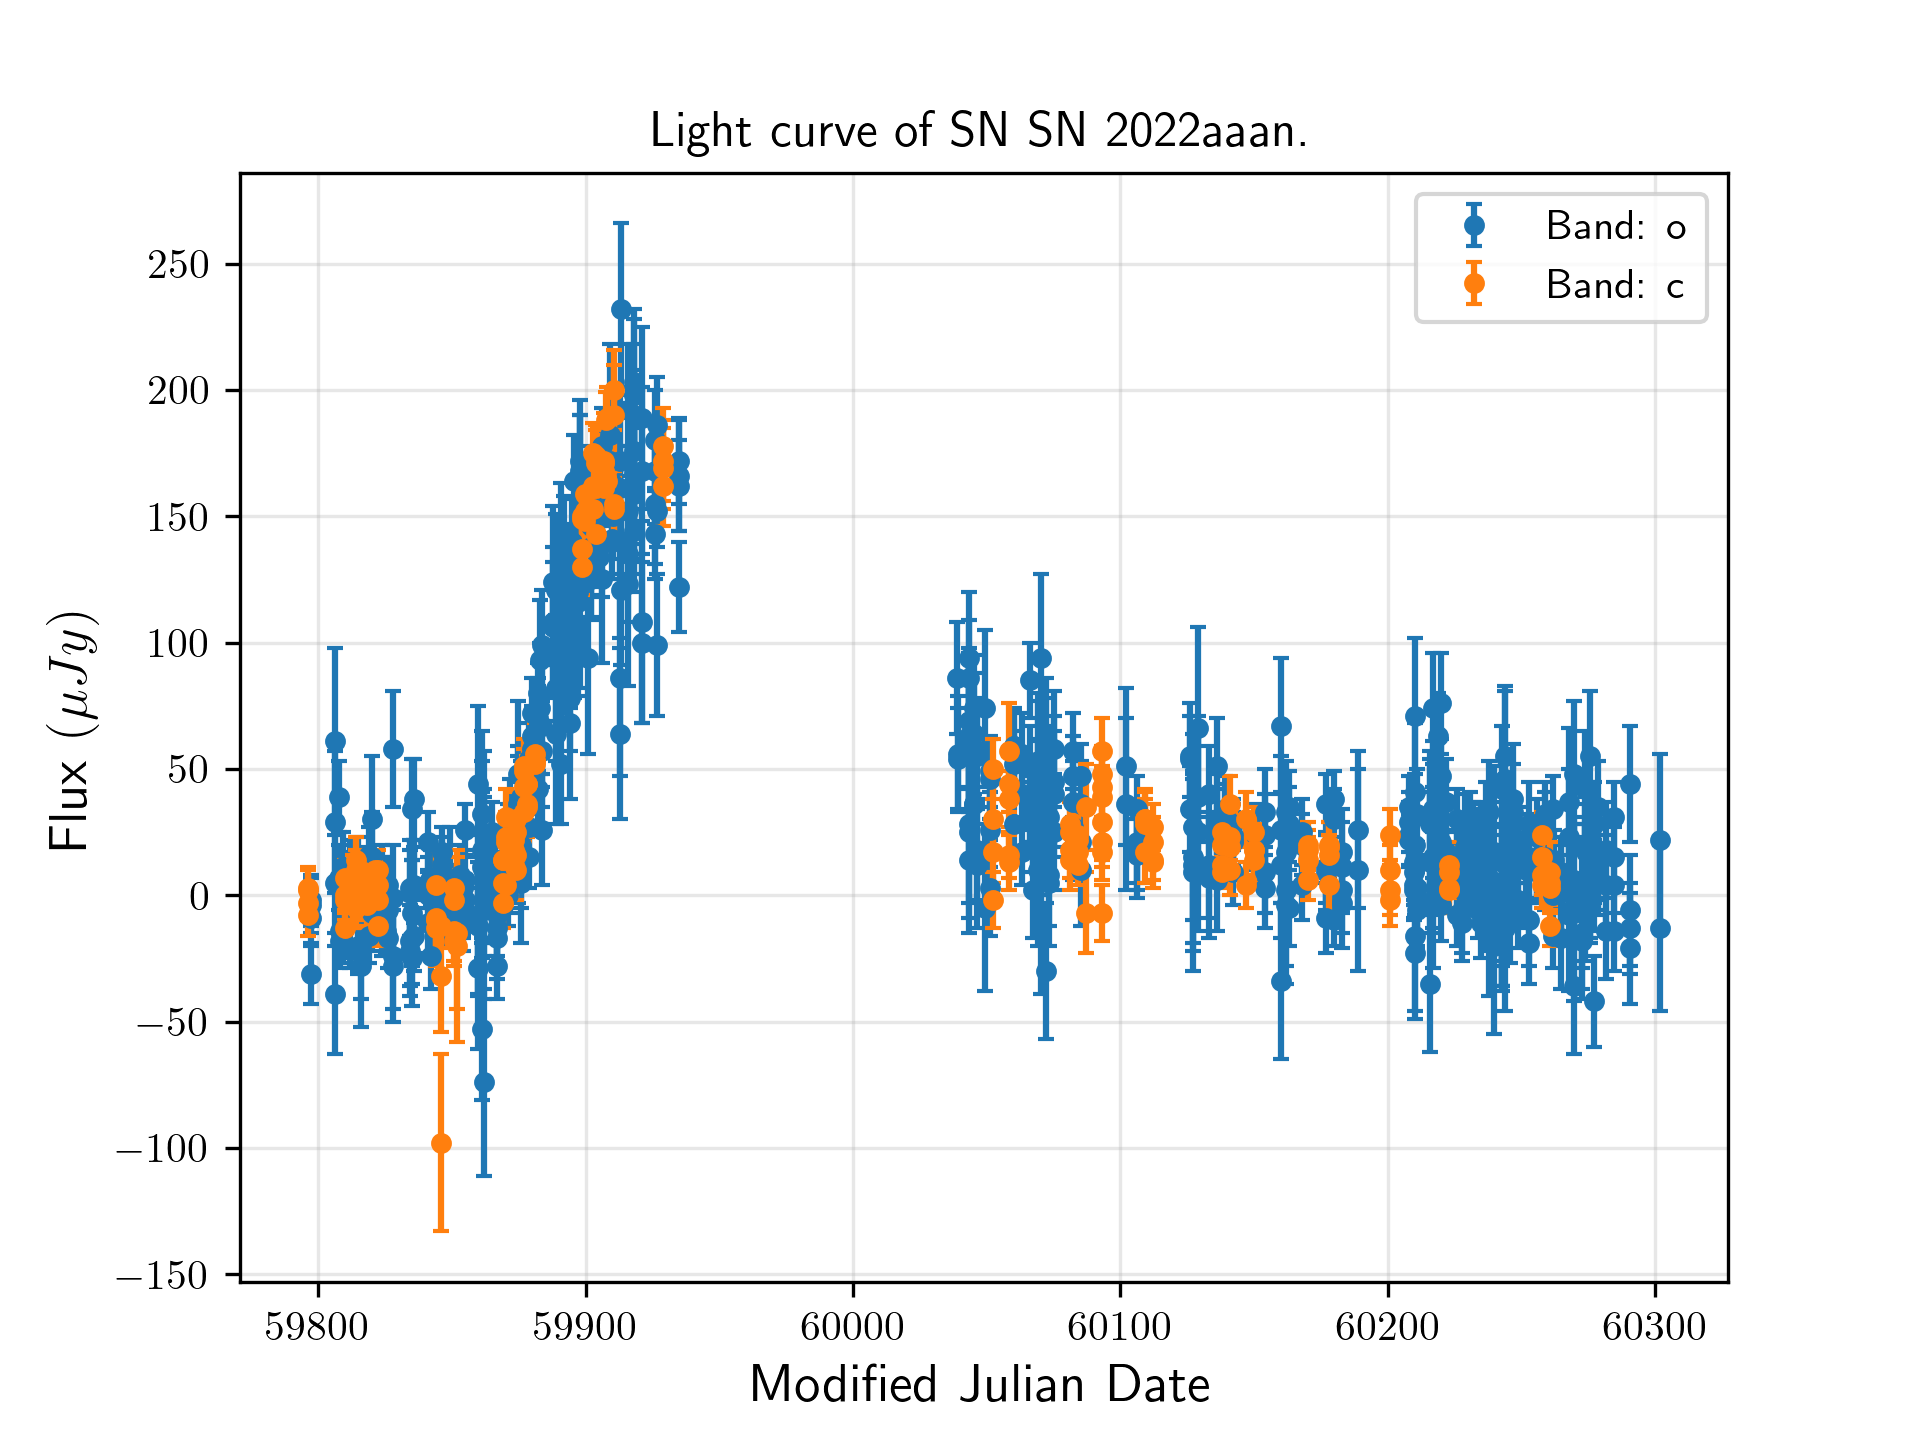 Light curve of SN SN 2022aaan.
Band: o
Band: c
Flux (μJy)
250
200
150
100
50
0
−50
−100
−150
59800 59900 60000 60100 60200 60300
Modified Julian Date